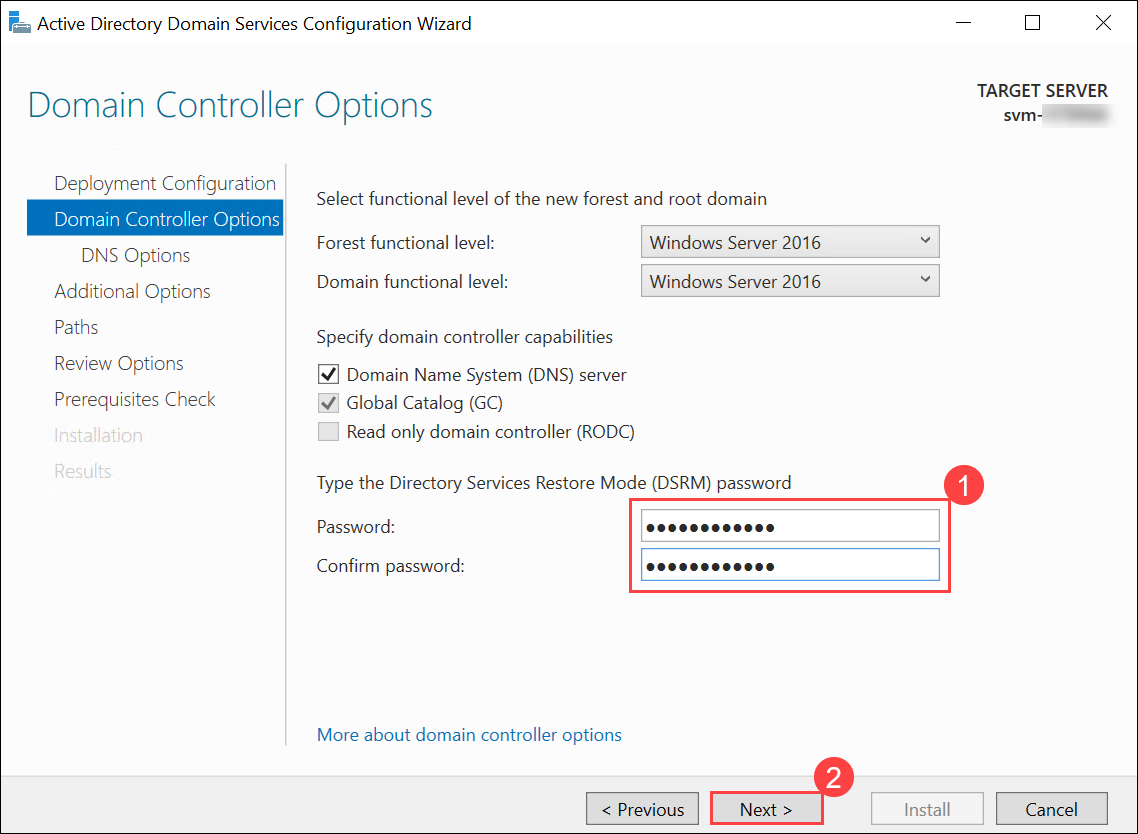 Active Directory Domain Services Configuration Wizard
Domain Controller Options
TARGET SERVER
svm-
Deployment Configuration
Domain Controller Options
DNS Options
Additional Options
Paths
Review Options
Prerequisites Check
Installation
Results
Select functional level of the new forest and root domain
Forest functional level: Windows Server 2016
Domain functional level: Windows Server 2016
Specify domain controller capabilities
Domain Name System (DNS) server
Global Catalog (GC)
Read only domain controller (RODC)
Type the Directory Services Restore Mode (DSRM) password
1
Password: ●●●●●●●●●●●●
Confirm password: ●●●●●●●●●●●●
More about domain controller options
2
< Previous Next > Install Cancel